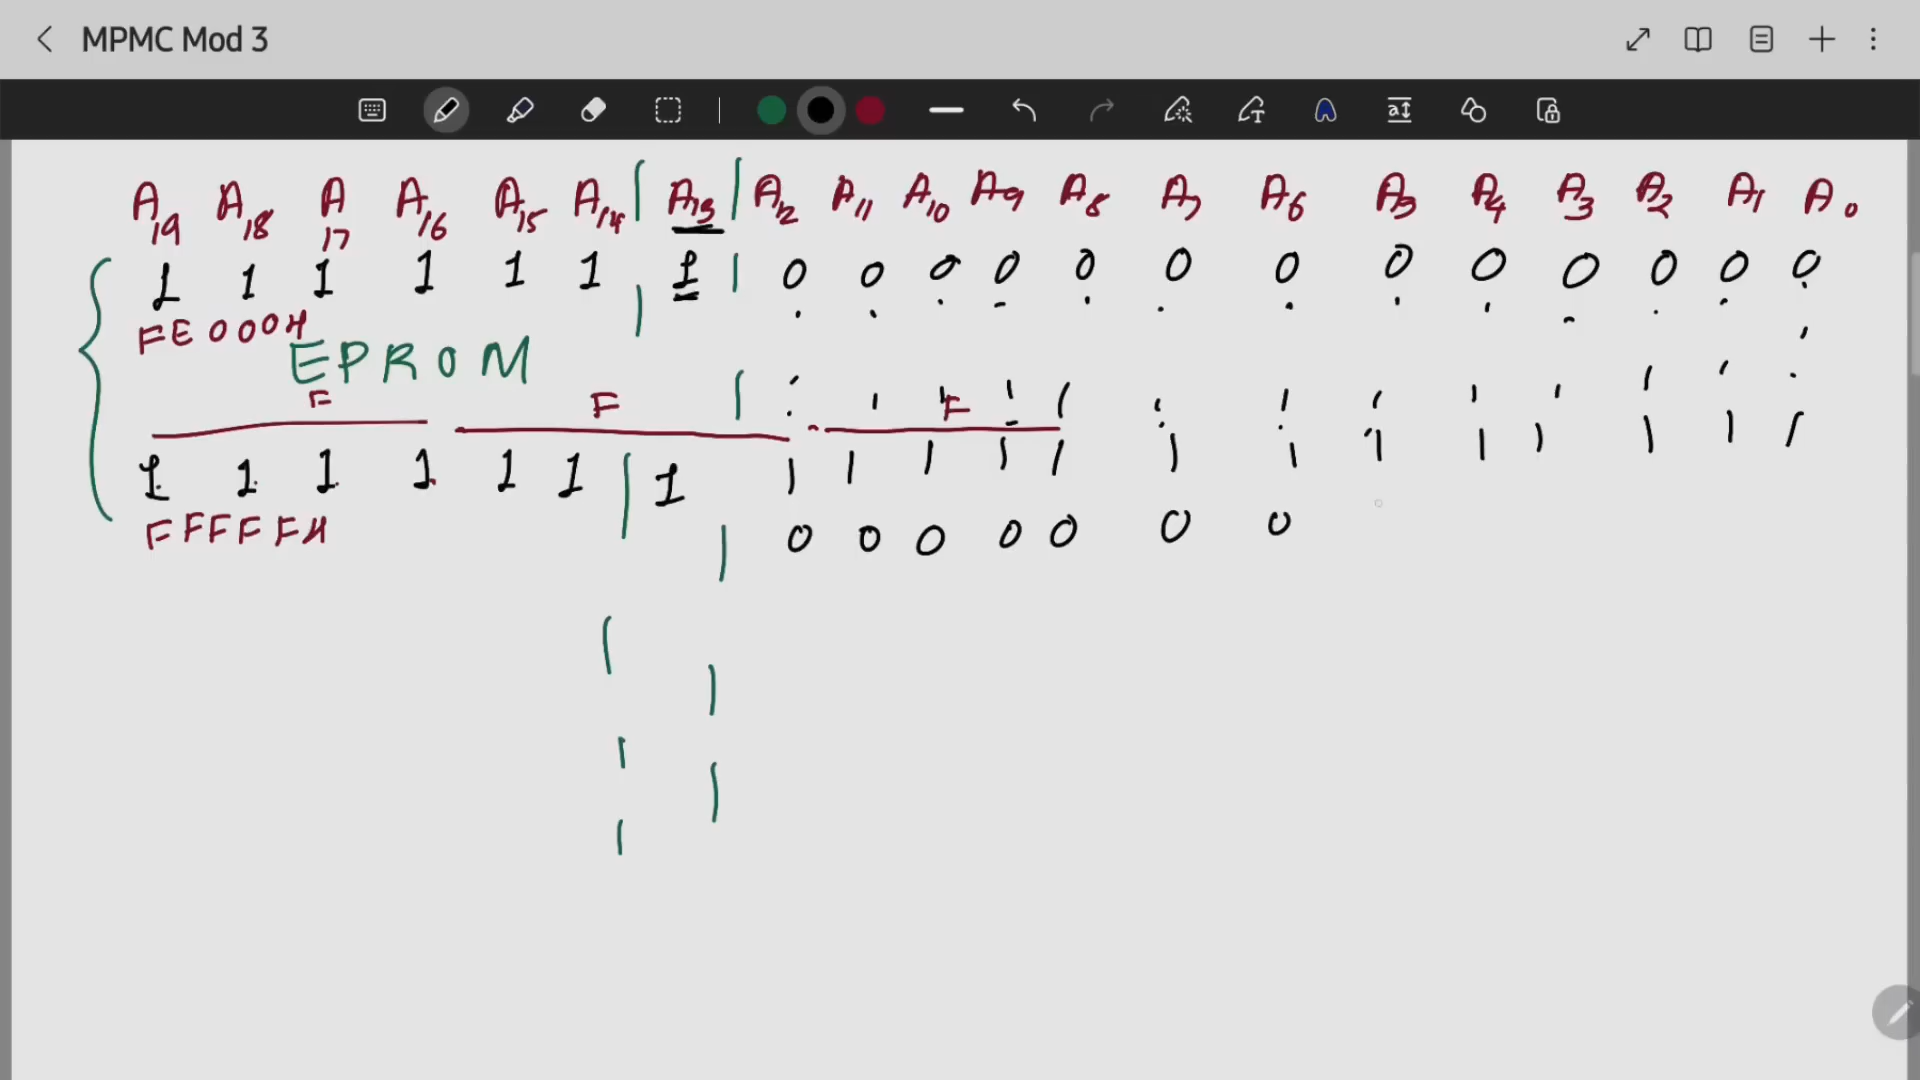 MPMC Mod 3
A19 A18 A17 A16 A15 A14 A13 A12 A11 A10 A9 A8 A7 A6 A5 A4 A3 A2 A1 A0
1 1 1 1 1 1 1 0 0 0 0 0 0 0 0 0 0 0 0 0
FE000H
EPROM
F F F
1 1 1 1 1 1 1 1 1 1 1 1 1 1 1 1 1 1 1 1
FFFFFH
0 0 0 0 0 0 0